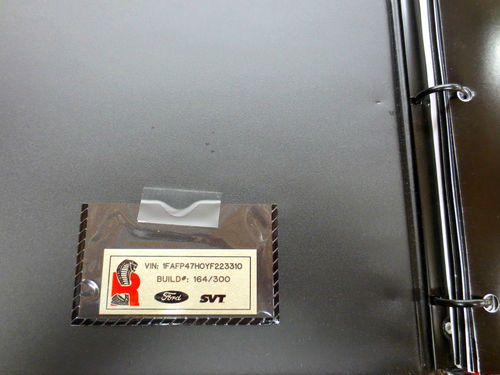 VIN: 1FAFP47H0YF223310
BUILD#: 164/300
R Ford SVT